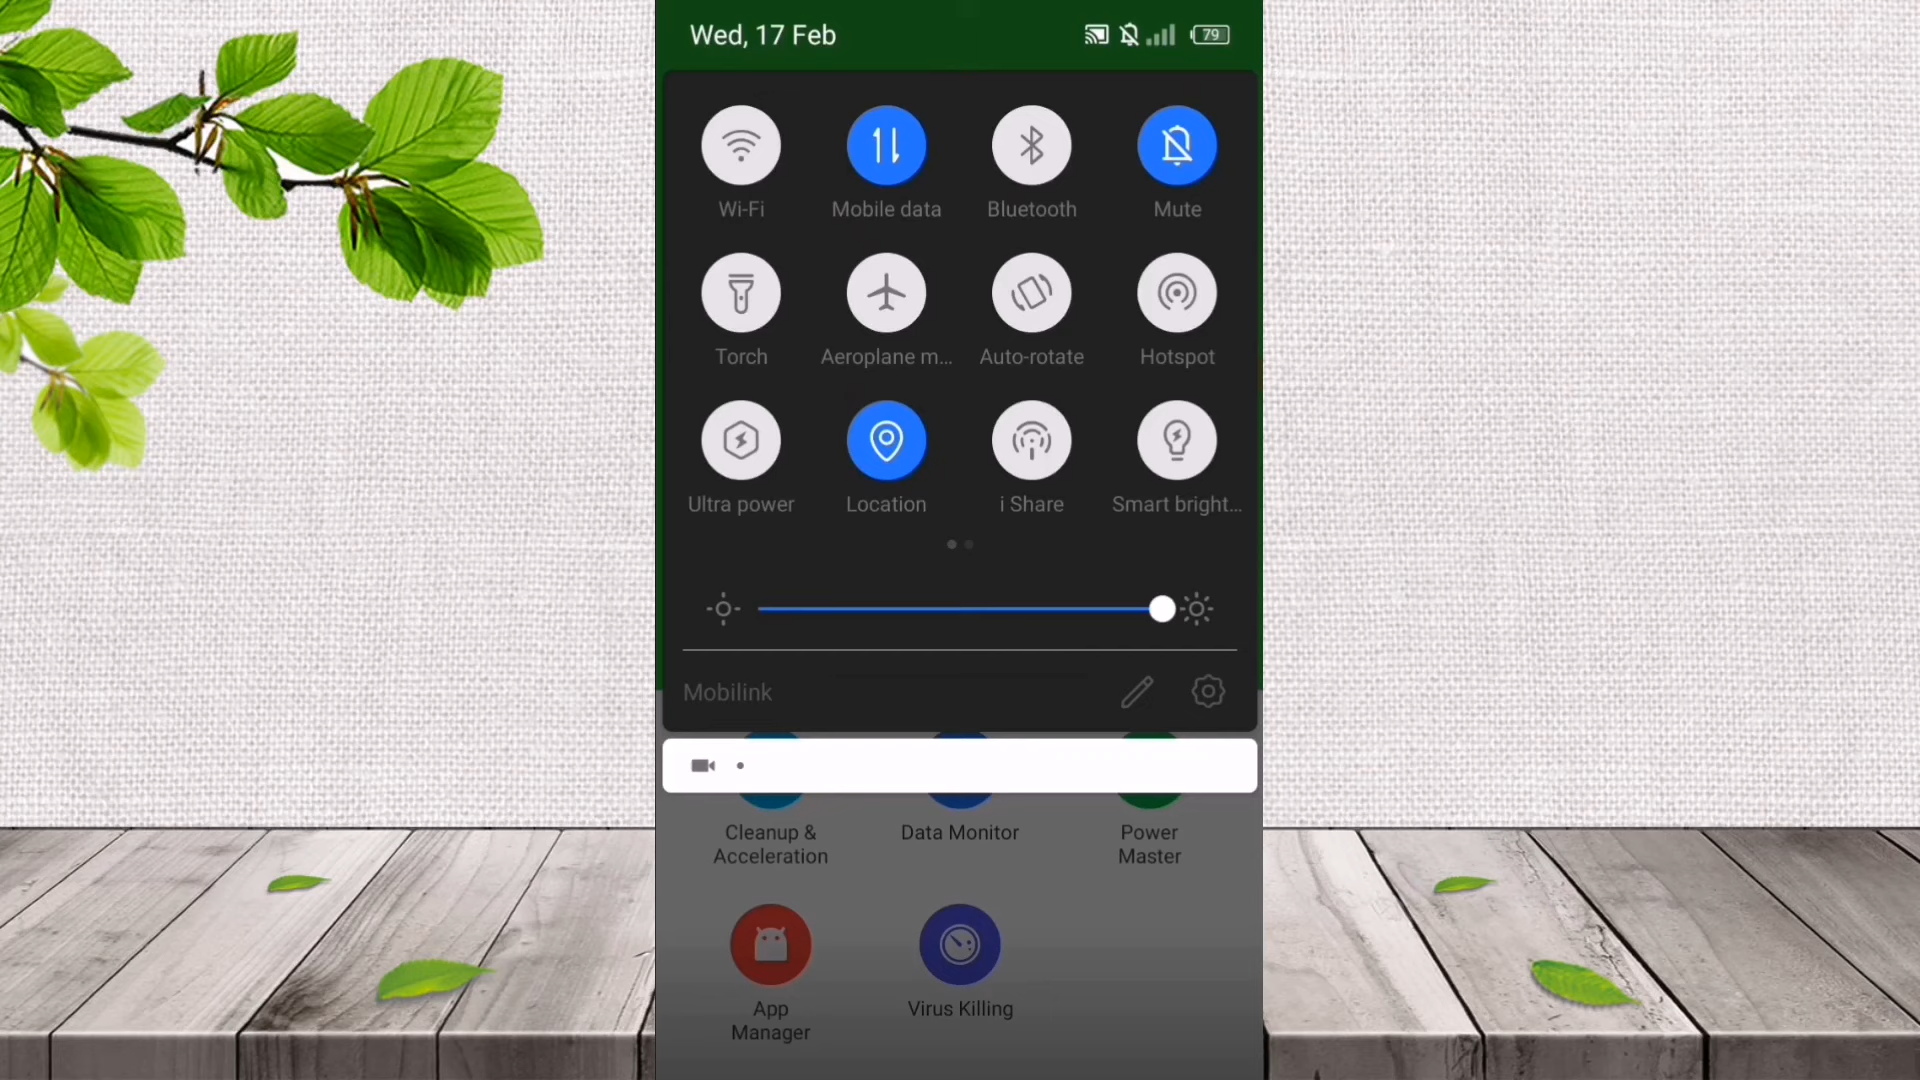 Wed, 17 Feb
79
Wi-Fi
Mobile data
Bluetooth
Mute
Torch
Aeroplane m...
Auto-rotate
Hotspot
Ultra power
Location
i Share
Smart bright...
Mobilink
Cleanup &
Acceleration
Data Monitor
Power
Master
App
Manager
Virus Killing